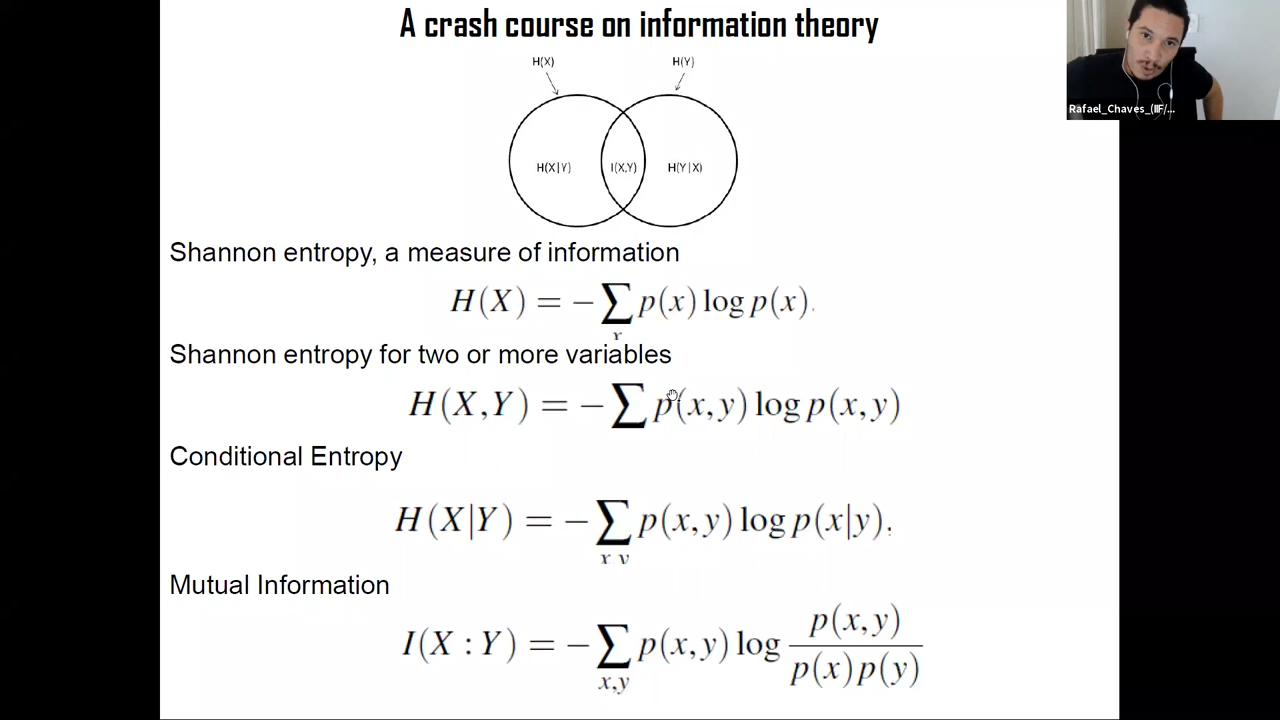 A crash course on information theory
H(X)
H(Y)
H(X|Y)
I(X,Y)
H(Y|X)
Rafael_Chaves_(IIF/...
Shannon entropy, a measure of information
H(X) = −∑ p(x) log p(x).
x
Shannon entropy for two or more variables
H(X,Y) = −∑ p(x,y) log p(x,y)
Conditional Entropy
H(X|Y) = −∑ p(x,y) log p(x|y),
x y
Mutual Information
I(X : Y) = −∑ p(x,y) log p(x,y) / p(x)p(y)
x,y